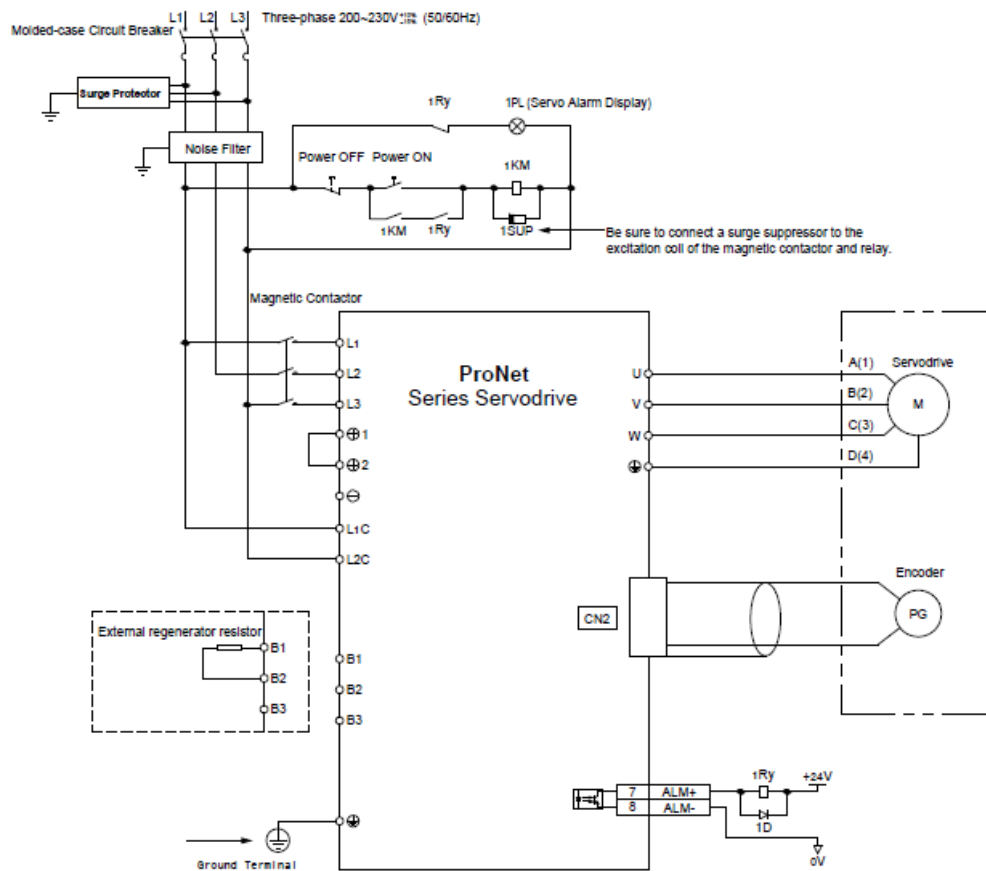 L1 L2 L3 Three-phase 200~230V (50/60Hz)
Molded-case Circuit Breaker
Surge Protector
1Ry
1PL (Servo Alarm Display)
Noise Filter
Power OFF Power ON
1KM
1KM
1Ry
1SUP
Be sure to connect a surge suppressor to the
excitation coil of the magnetic contactor and relay.
Magnetic Contactor
L1
L2
L3
1
2
L1C
L2C
ProNet
Series Servodrive
U
V
W
A(1)
B(2)
C(3)
D(4)
Servodrive
M
External regenerator resistor
B1
B2
B3
B1
B2
B3
CN2
Encoder
PG
7 ALM+
8 ALM-
1Ry
+24V
1D
0V
Ground Terminal